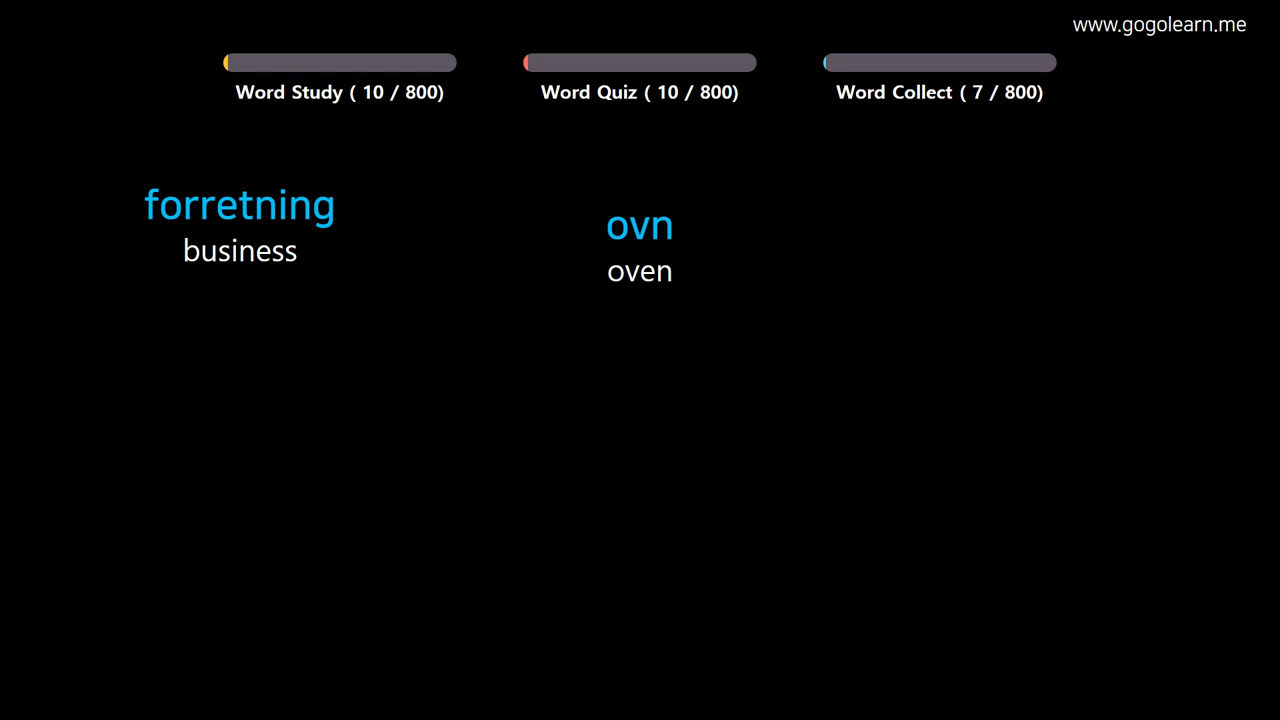 www.gogolearn.me
Word Study ( 10 / 800)
Word Quiz ( 10 / 800)
Word Collect ( 7 / 800)
forretning
business
ovn
oven